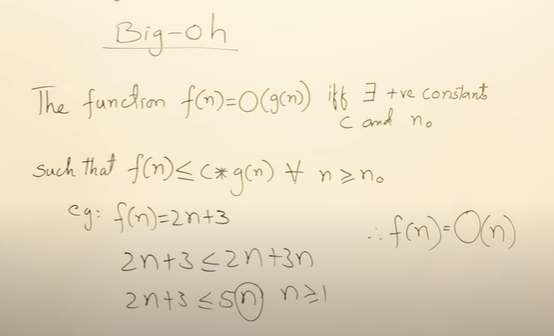 Big-oh
The function f(n)=O(g(n)) iff ∃ +ve constants
c and n₀
such that f(n)≤c*g(n) ∀ n≥n₀
eg: f(n)=2n+3
2n+3≤2n+3n
2n+3≤5n n≥1
∴f(n)=O(n)